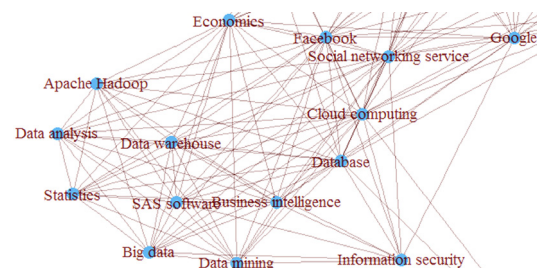 Economics
Facebook
Google
Social networking service
Apache Hadoop
Cloud computing
Data analysis
Data warehouse
Database
Statistics
SAS software
Business intelligence
Big data
Data mining
Information security